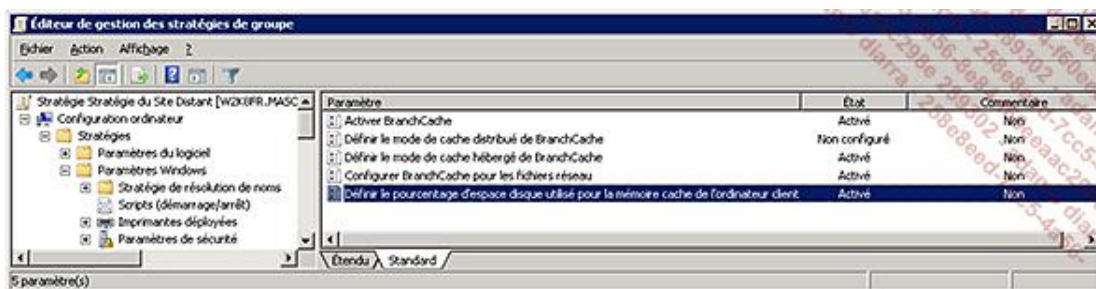 Éditeur de gestion des stratégies de groupe
Fichier Action Affichage ?
Stratégie Stratégie du Site Distant [W2K8FR.MASC
Configuration ordinateur
Stratégies
Paramètres du logiciel
Paramètres Windows
Stratégie de résolution de noms
Scripts (démarrage/arrêt)
Imprimantes déployées
Paramètres de sécurité
Paramètre État Commentaire
Activer BranchCache Activé Non
Définir le mode de cache distribué de BranchCache Non configuré Non
Définir le mode de cache hébergé de BranchCache Activé Non
Configurer BranchCache pour les fichiers réseau Activé Non
Définir le pourcentage d'espace disque utilisé pour la mémoire cache de l'ordinateur client Activé Non
Étendu Standard
5 paramètre(s)